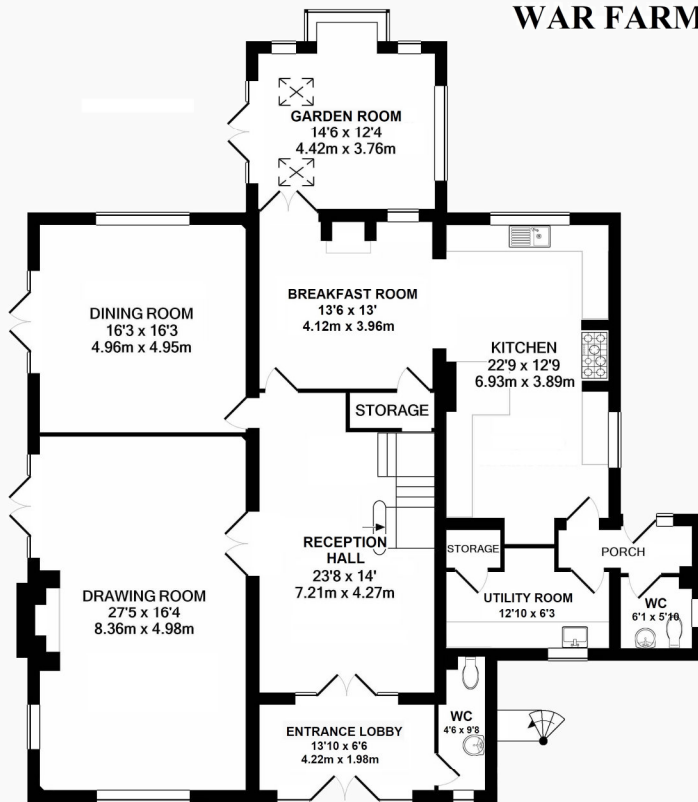 WAR FARM
GARDEN ROOM
14'6 x 12'4
4.42m x 3.76m
BREAKFAST ROOM
13'6 x 13'
4.12m x 3.96m
DINING ROOM
16'3 x 16'3
4.96m x 4.95m
KITCHEN
22'9 x 12'9
6.93m x 3.89m
STORAGE
RECEPTION
HALL
23'8 x 14'
7.21m x 4.27m
STORAGE
PORCH
DRAWING ROOM
27'5 x 16'4
8.36m x 4.98m
UTILITY ROOM
12'10 x 6'3
WC
6'1 x 5'10
ENTRANCE LOBBY
13'10 x 6'6
4.22m x 1.98m
WC
4'6 x 9'8